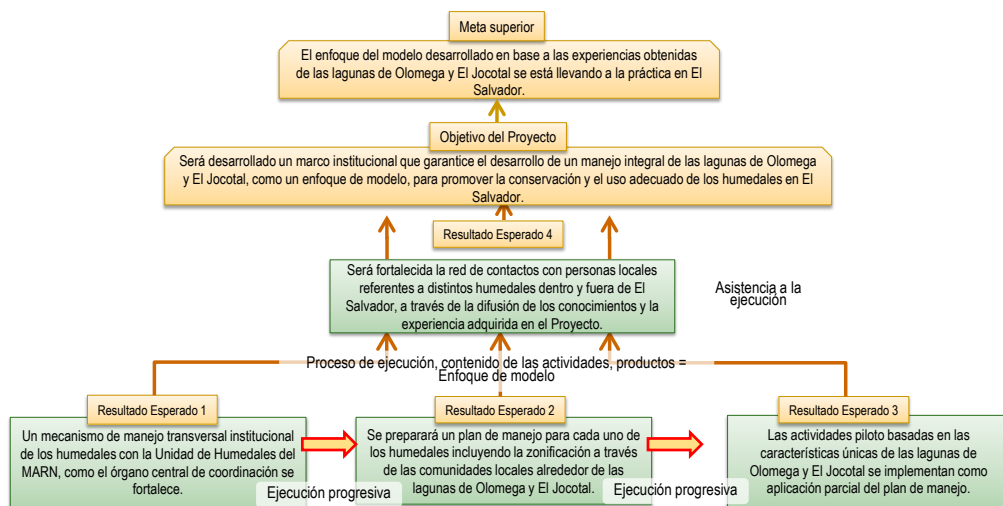 Meta superior
El enfoque del modelo desarrollado en base a las experiencias obtenidas
de las lagunas de Olomega y El Jocotal se está llevando a la práctica en El
Salvador.
Objetivo del Proyecto
Será desarrollado un marco institucional que garantice el desarrollo de un manejo integral de las lagunas de Olomega
y El Jocotal, como un enfoque de modelo, para promover la conservación y el uso adecuado de los humedales en El
Salvador.
Resultado Esperado 4
Será fortalecida la red de contactos con personas locales
referentes a distintos humedales dentro y fuera de El
Salvador, a través de la difusión de los conocimientos y la
experiencia adquirida en el Proyecto.
Asistencia a la
ejecución
Proceso de ejecución, contenido de las actividades, productos =
Enfoque de modelo
Resultado Esperado 1
Un mecanismo de manejo transversal institucional
de los humedales con la Unidad de Humedales del
MARN, como el órgano central de coordinación se
fortalece.
Ejecución progresiva
Resultado Esperado 2
Se preparará un plan de manejo para cada uno de
los humedales incluyendo la zonificación a través
de las comunidades locales alrededor de las
lagunas de Olomega y El Jocotal.
Ejecución progresiva
Resultado Esperado 3
Las actividades piloto basadas en las
características únicas de las lagunas de
Olomega y El Jocotal se implementan como
aplicación parcial del plan de manejo.